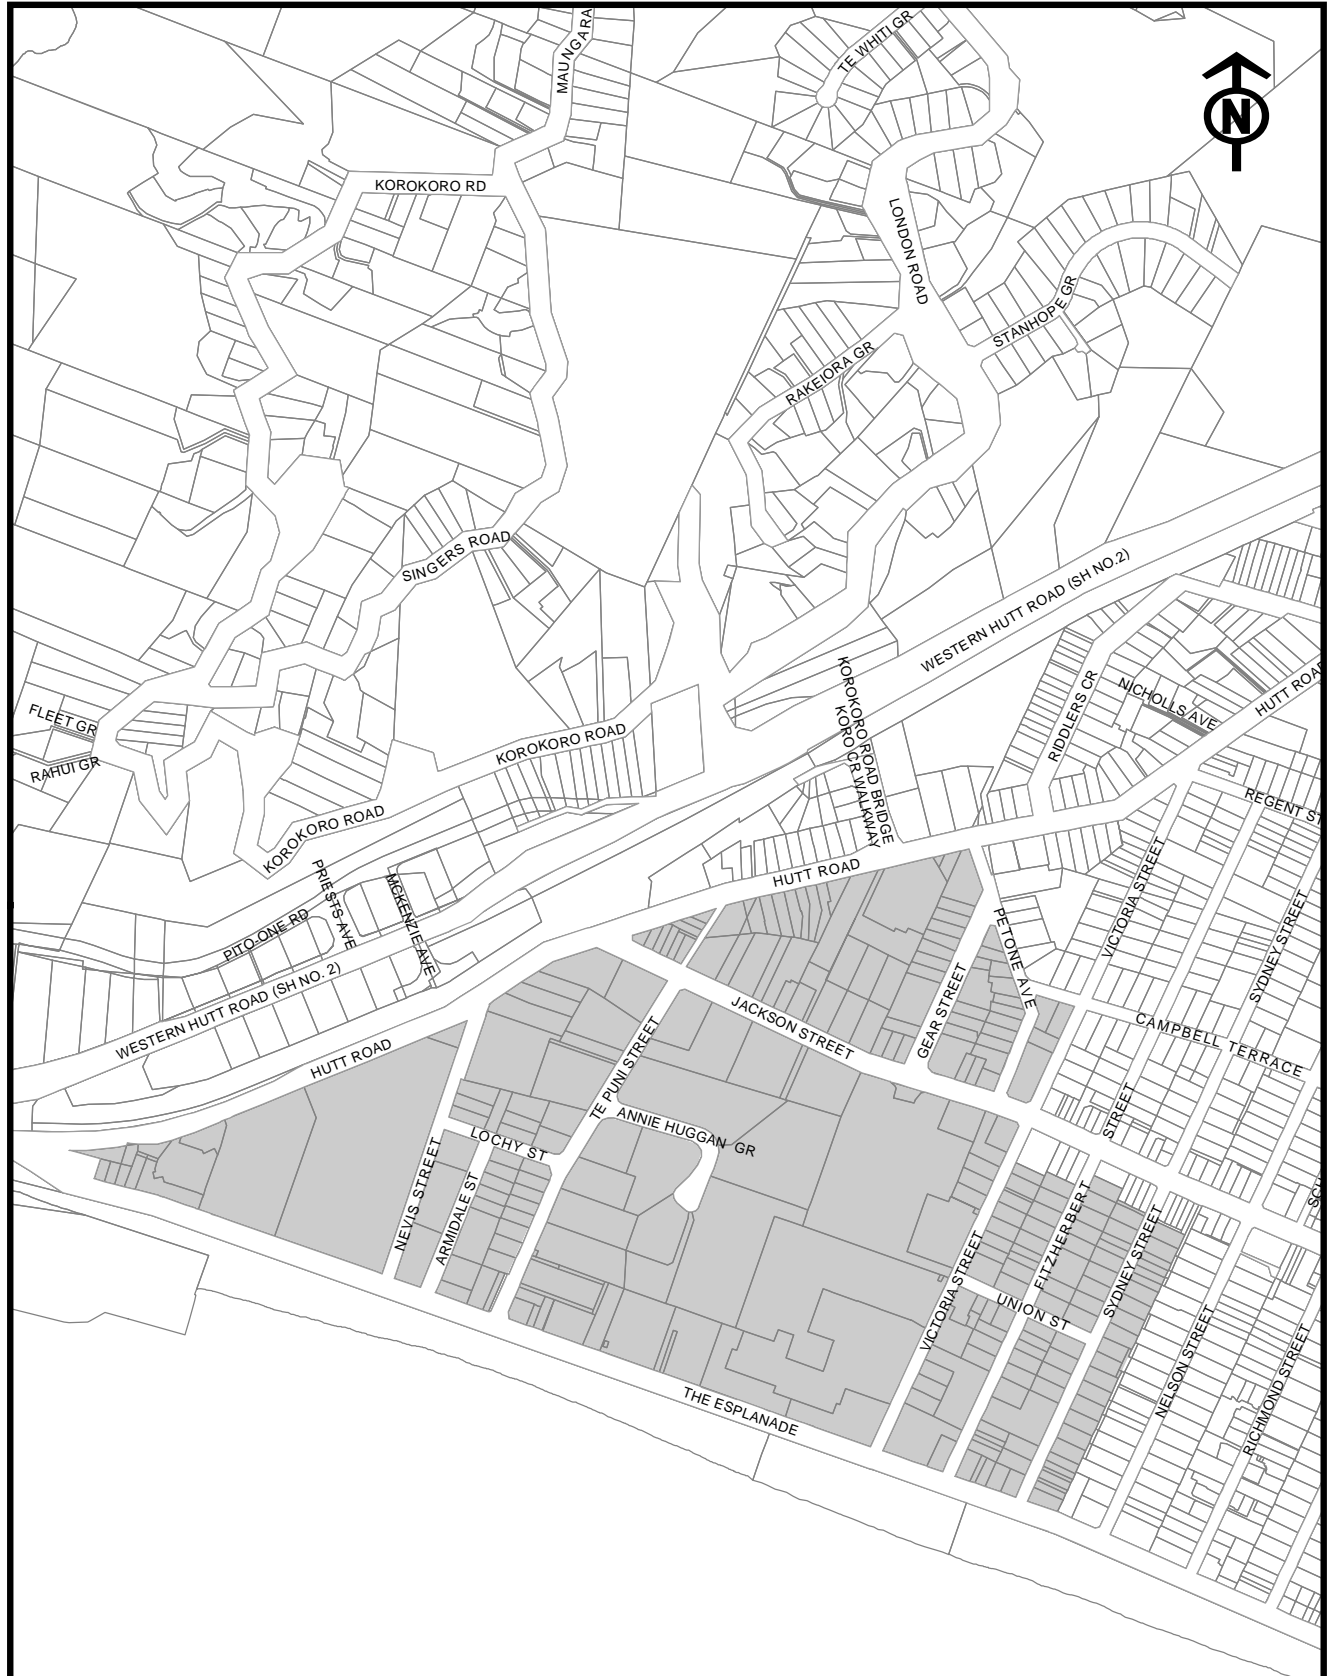 TE WHITI GR
MAUNGARA
N
KOROKORO RD
LONDON ROAD
STANHOPE GR
RAKEIORA GR
SINGERS ROAD
WESTERN HUTT ROAD (SH NO.2)
KOROKORO ROAD BRIDGE
KORO CR WALKWAY
RIDDLERS CR
NICHOLLS AVE
HUTT ROAD
FLEET GR
RAHUI GR
KOROKORO ROAD
KOROKORO ROAD
REGENT ST
PRIESTS AVE
MCKENZIE AVE
HUTT ROAD
VICTORIA STREET
SYDNEY STREET
PITO-ONE RD
PETONE AVE
WESTERN HUTT ROAD (SH NO. 2)
JACKSON STREET
GEAR STREET
CAMPBELL TERRACE
HUTT ROAD
TE PUNI STREET
ANNIE HUGGAN GR
STREET
LOCHY ST
NEVIS STREET
ARMIDALE ST
FITZHERBERT
SYDNEY STREET
VICTORIA STREET
UNION ST
NELSON STREET
RICHMOND STREET
THE ESPLANADE